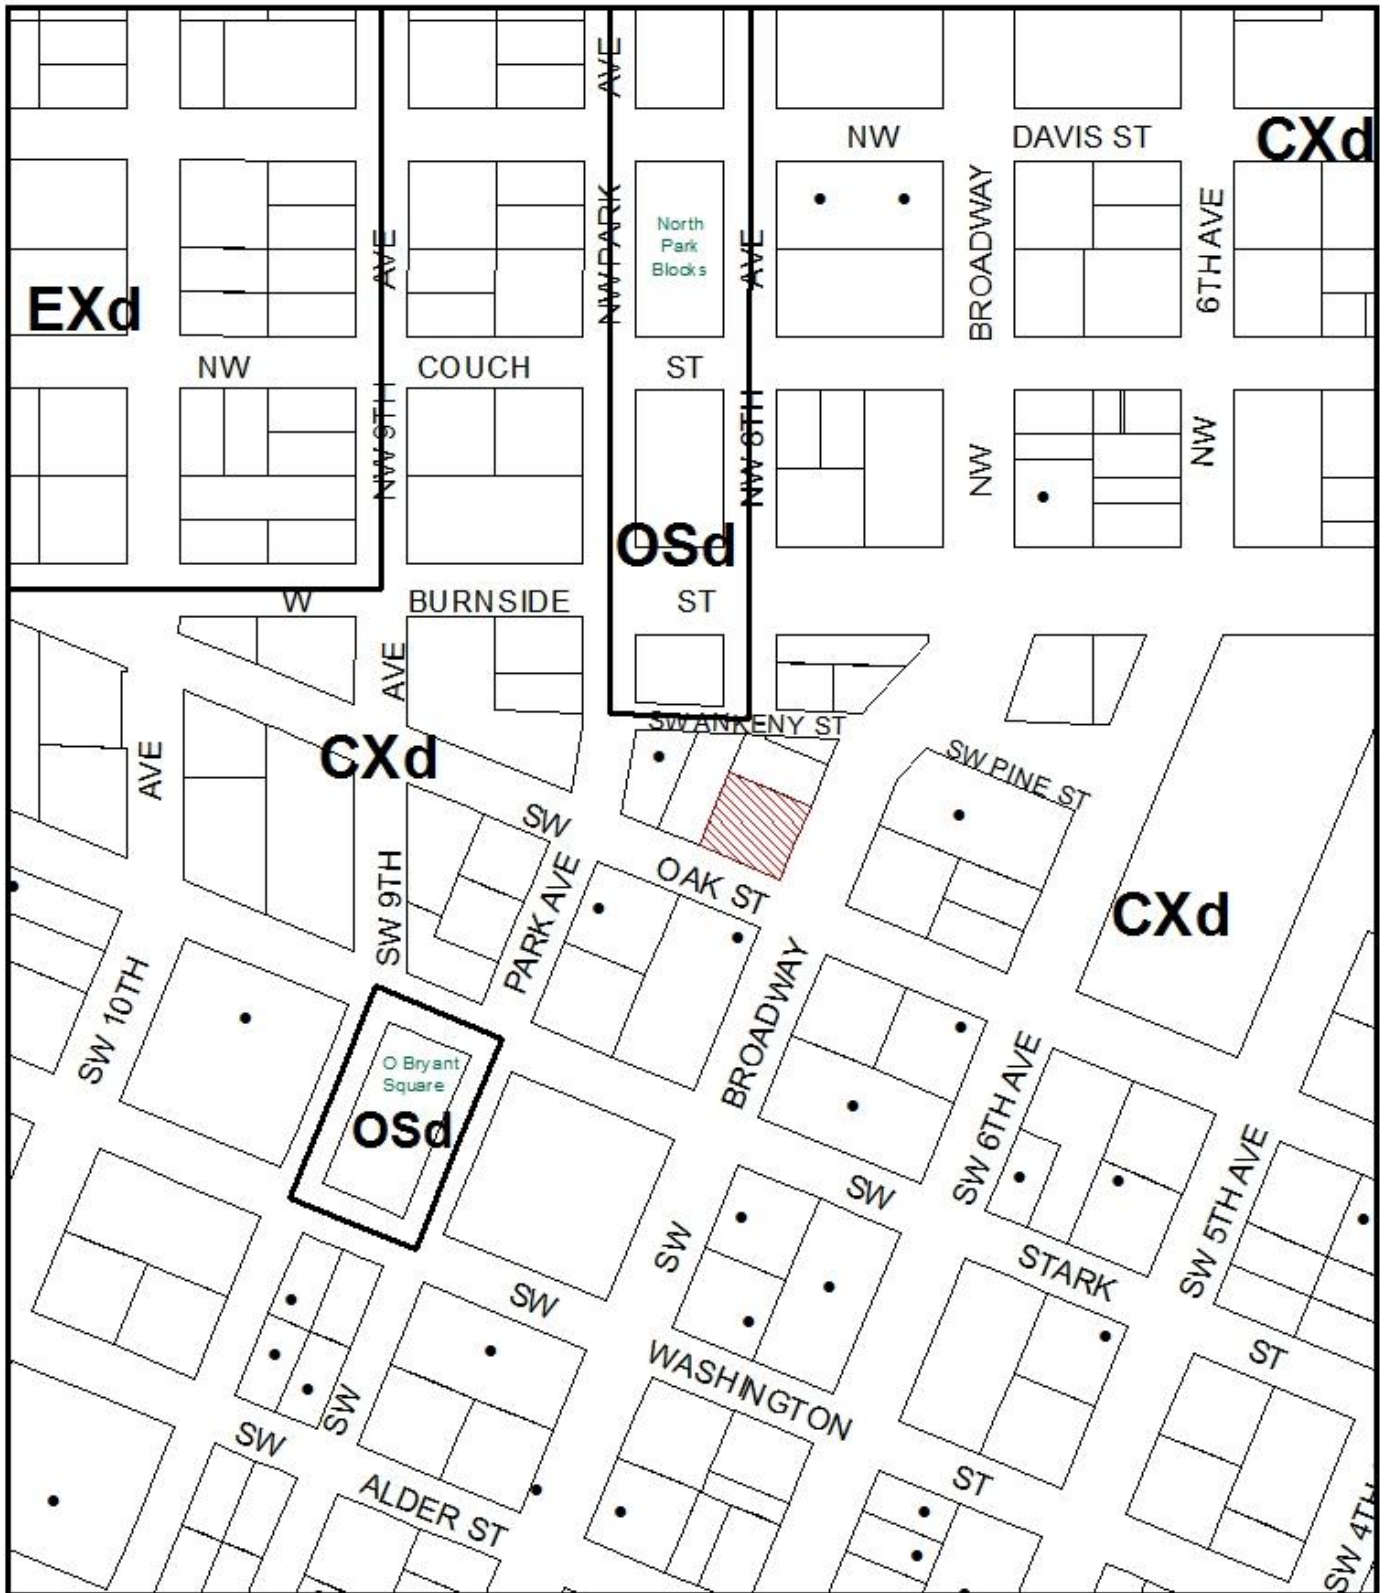 AVE
NW
DAVIS ST
CXd
NW PARK
North
Park
Blocks
AVE
AVE
BROADWAY
6TH AVE
EXd
NW
COUCH
ST
NW 9TH
NW 8TH
NW
NW
OSd
W
BURNSIDE
ST
AVE
SW ANKENY ST
AVE
CXd
SW PINE ST
SW
OAK ST
SW 9TH
PARK AVE
CXd
SW 10TH
BROADWAY
O Bryant
Square
OSd
SW 6TH AVE
SW
SW
STARK
SW 5TH AVE
SW
WASHINGTON
ST
SW
SW
ALDER ST
ST
SW 4TH